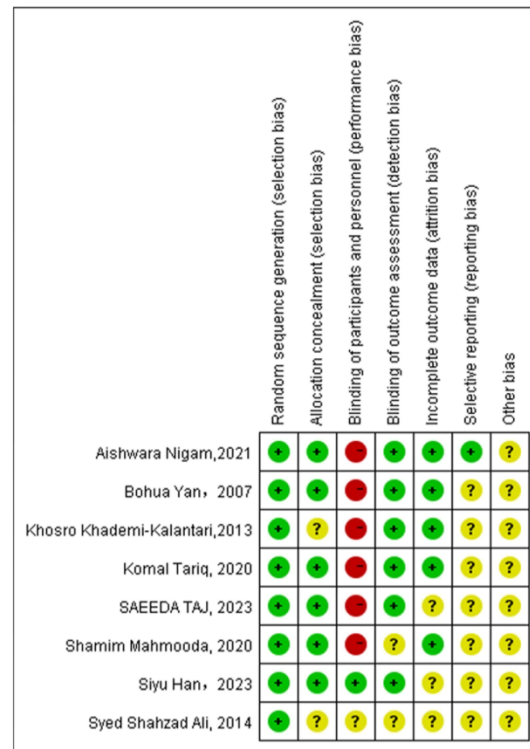 Random sequence generation (selection bias)
Allocation concealment (selection bias)
Blinding of participants and personnel (performance bias)
Blinding of outcome assessment (detection bias)
Incomplete outcome data (attrition bias)
Selective reporting (reporting bias)
Other bias
Aishwara Nigam,2021 + + - + + + ?
Bohua Yan，2007 + + - + + ? ?
Khosro Khademi-Kalantari,2013 + ? - + + ? ?
Komal Tariq, 2020 + + - + + ? ?
SAEEDA TAJ, 2023 + + - + ? ? ?
Shamim Mahmooda, 2020 + + - ? + ? ?
Siyu Han，2023 + + + + ? ? ?
Syed Shahzad Ali, 2014 + ? ? ? ? ? ?